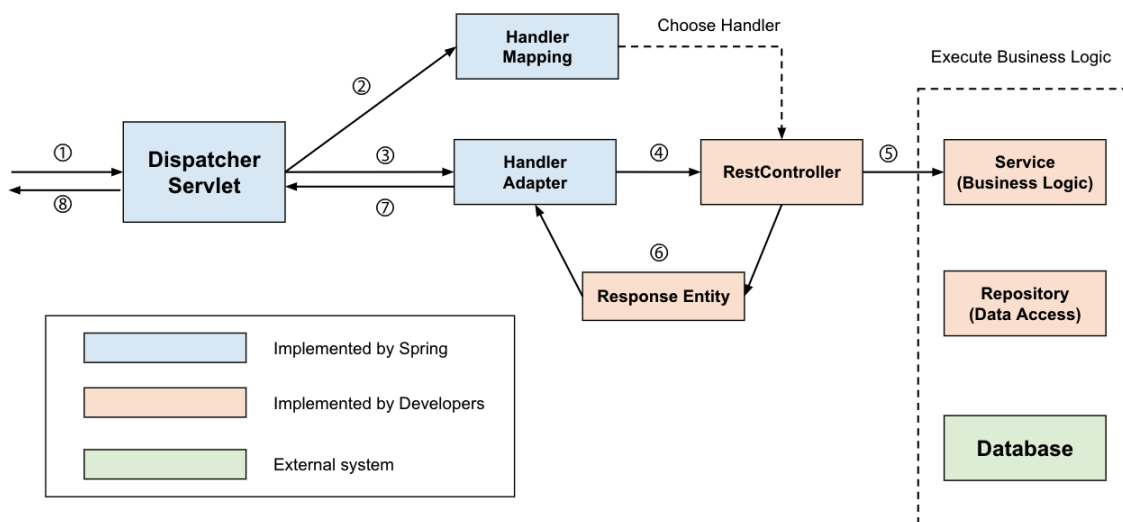 Handler
Mapping
Choose Handler
Execute Business Logic
②
①
Dispatcher
Servlet
③
Handler
Adapter
④
RestController
⑤
Service
(Business Logic)
⑧
⑦
⑥
Response Entity
Repository
(Data Access)
Implemented by Spring
Implemented by Developers
External system
Database